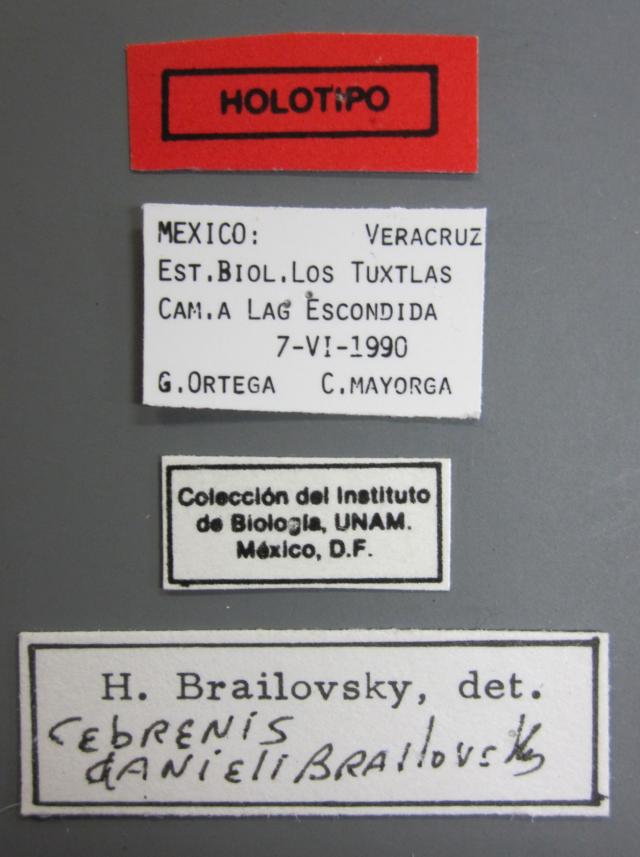 HOLOTIPO
MEXICO: VERACRUZ
EST.BIOL.LOS TUXTLAS
CAM.A LAG ESCONDIDA
7-VI-1990
G.ORTEGA C.MAYORGA
Colección del Instituto
de Biología, UNAM.
México, D.F.
H. Brailovsky, det.
CEbRENIS
dANIEli BRAIlovsky